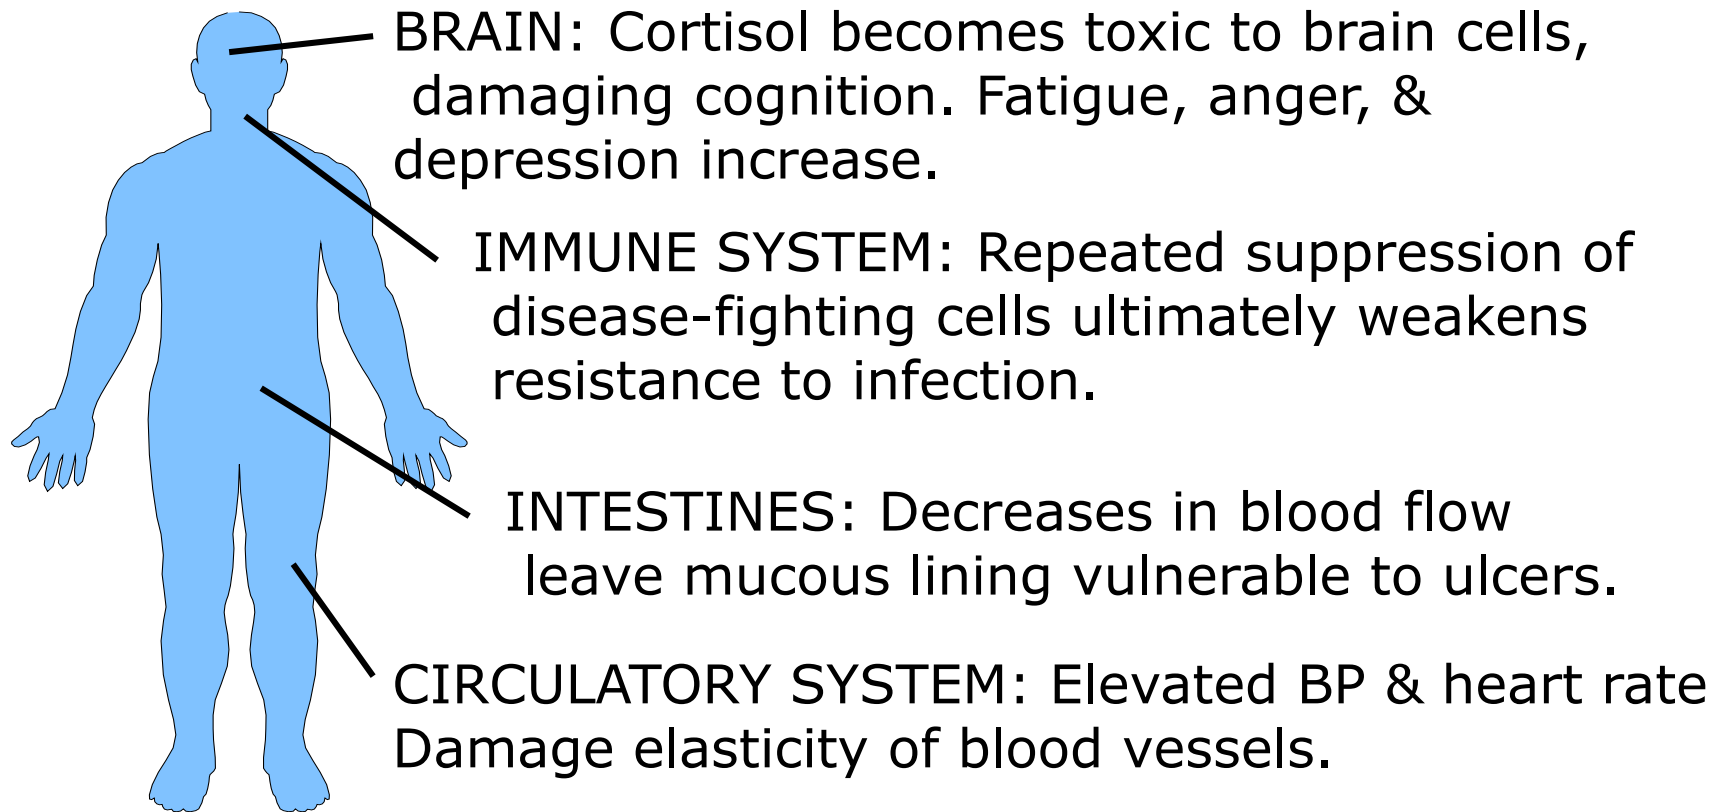 BRAIN: Cortisol becomes toxic to brain cells,
damaging cognition. Fatigue, anger, &
depression increase.
IMMUNE SYSTEM: Repeated suppression of
disease-fighting cells ultimately weakens
resistance to infection.
INTESTINES: Decreases in blood flow
leave mucous lining vulnerable to ulcers.
CIRCULATORY SYSTEM: Elevated BP & heart rate
Damage elasticity of blood vessels.